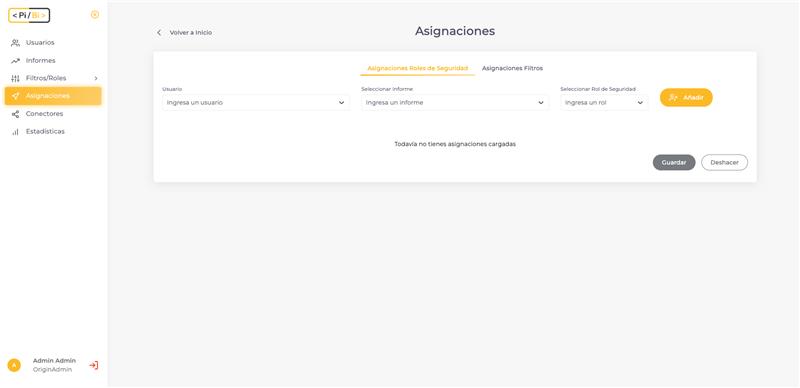 < Pi / Bi >
Usuarios
Informes
Filtros/Roles
Asignaciones
Conectores
Estadísticas
Volver a Inicio
Asignaciones
Asignaciones Roles de Seguridad
Asignaciones Filtros
Usuario
Seleccionar Informe
Seleccionar Rol de Seguridad
Ingresa un usuario
Ingresa un informe
Ingresa un rol
Añadir
Todavía no tienes asignaciones cargadas
Guardar
Deshacer
A
Admin Admin
OriginAdmin